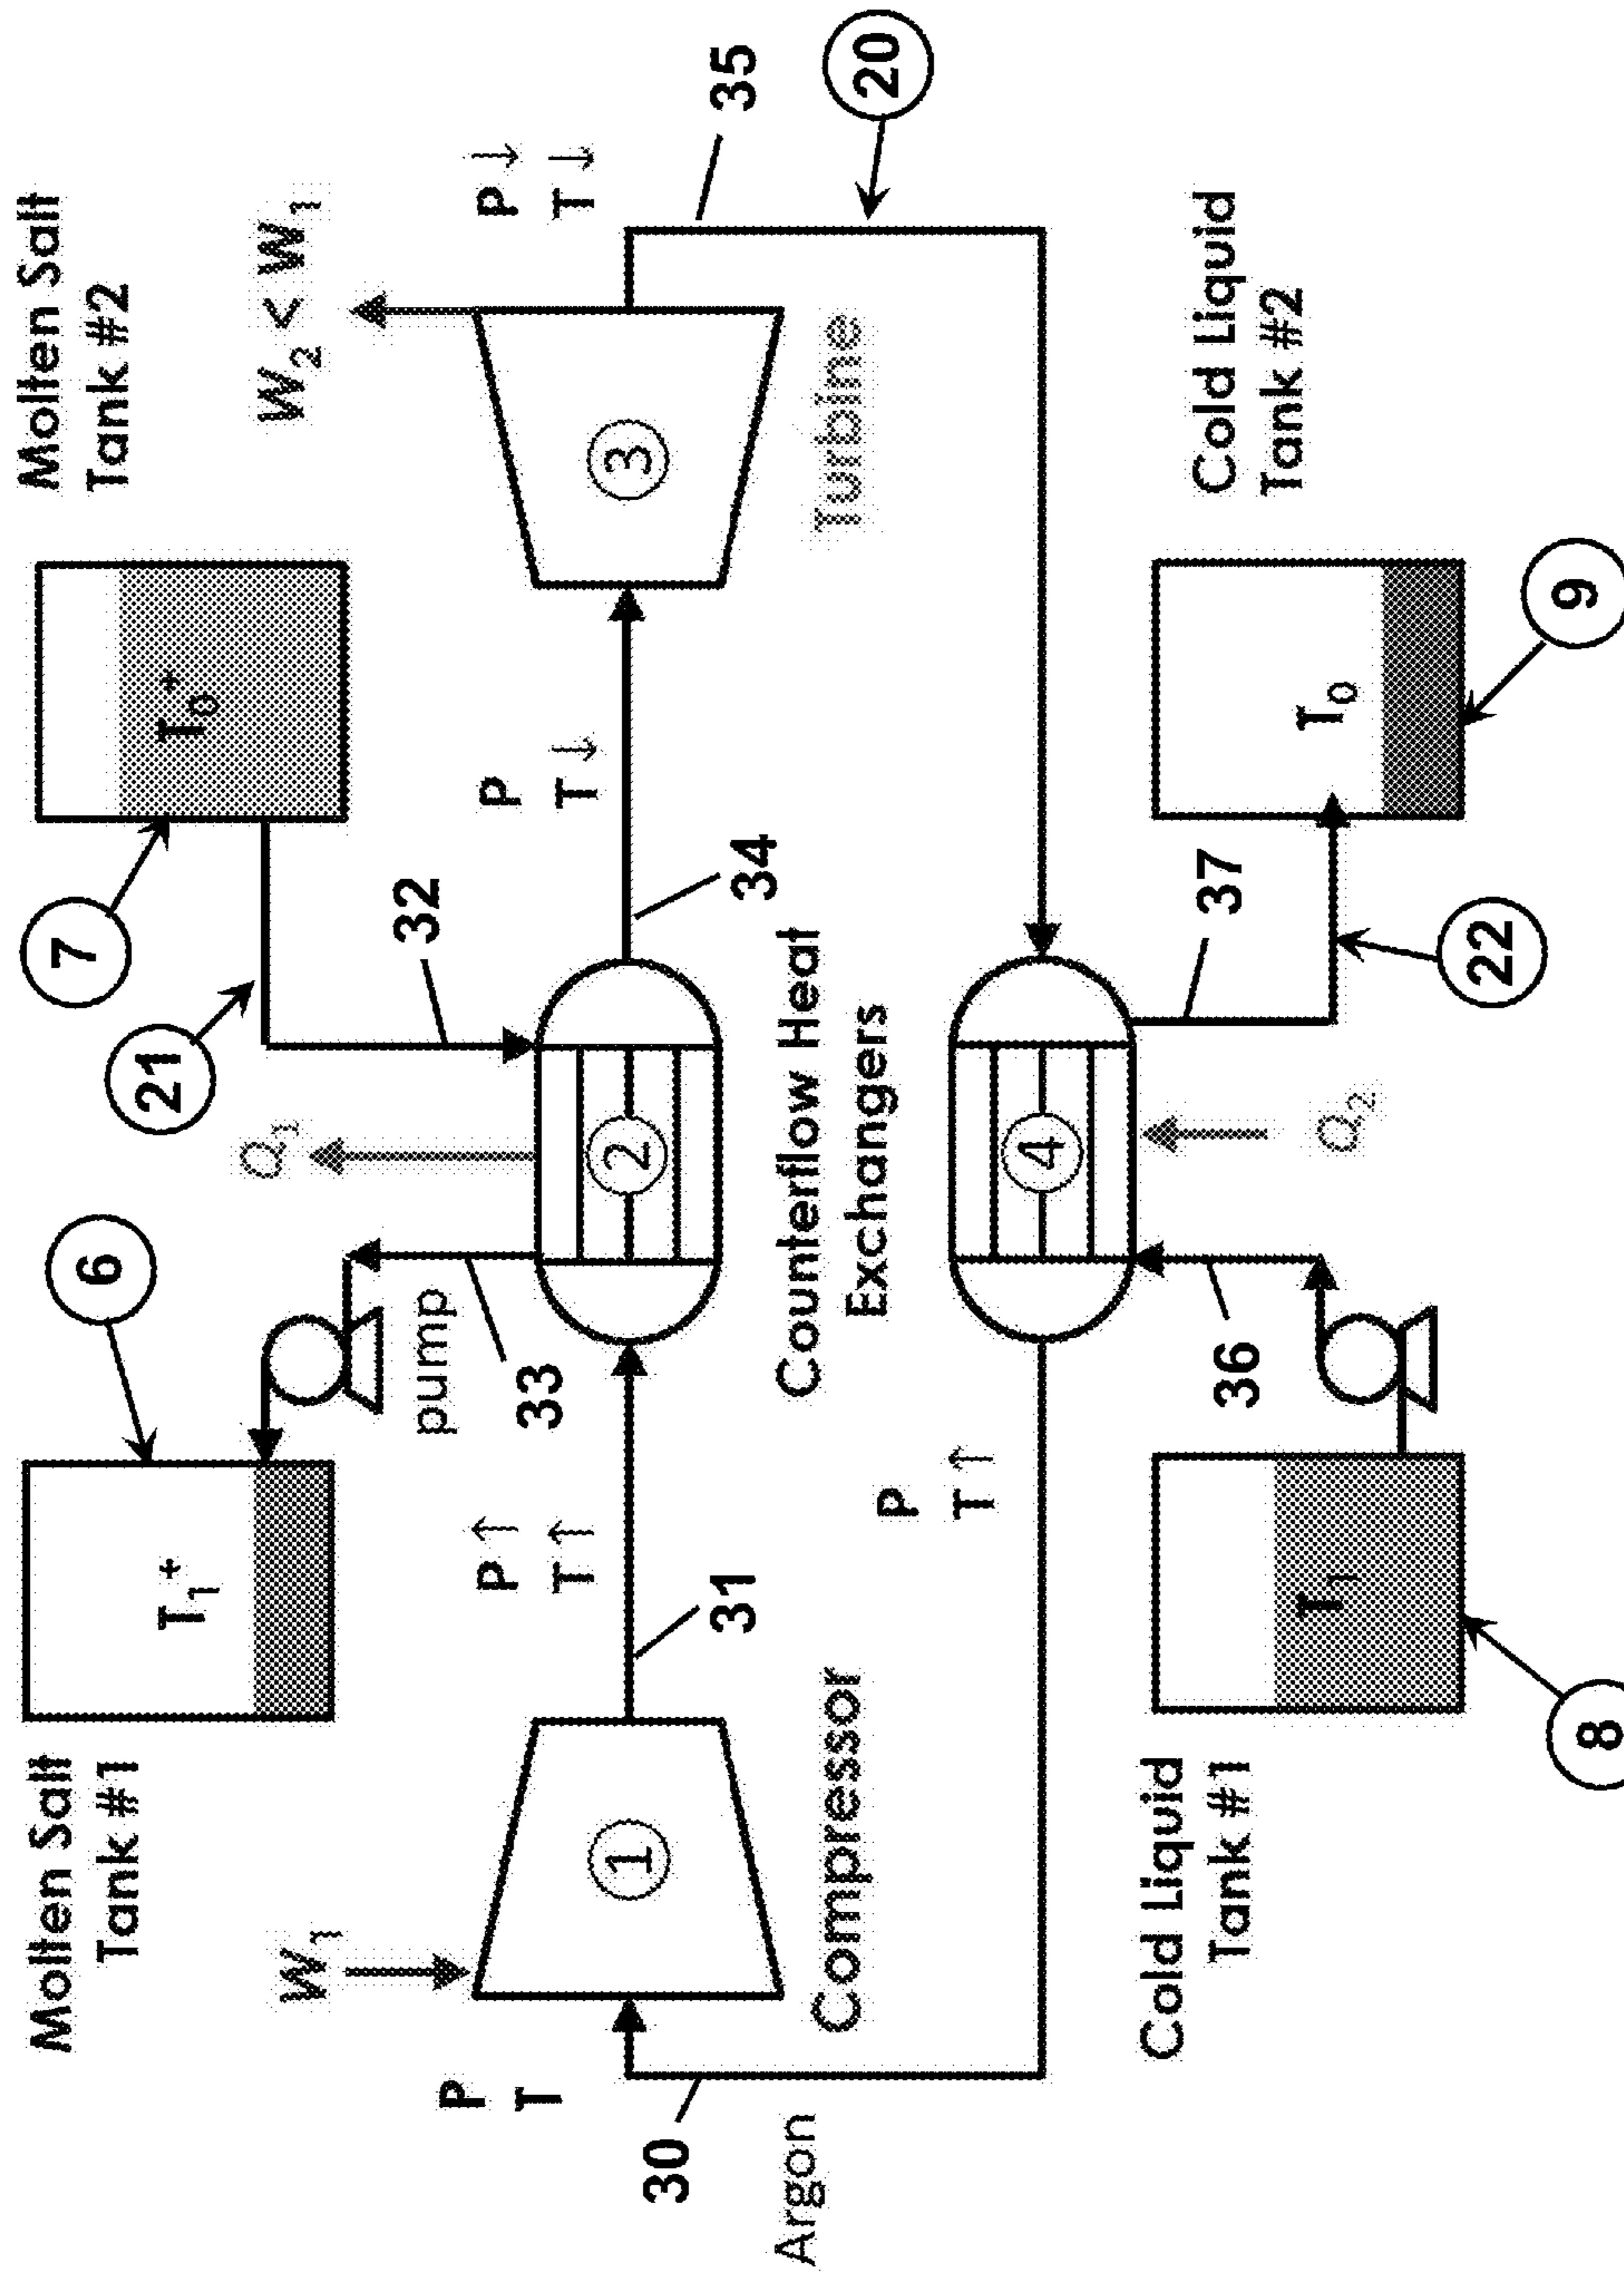 Molten Salt
Tank #1
6
21
7
Molten Salt
Tank #2
T₁⁺
Q₁
T₀⁺
W₁
pump
32
W₂ < W₁
33
P
T
P↑
T↑
P
T↓
P↓
T↓
30
1
2
3
31
34
35
Argon
Compressor
Counterflow Heat
Exchangers
Turbine
20
P
T↑
4
Cold Liquid
Tank #1
36
37
Cold Liquid
Tank #2
T₁
Q₂
T₀
8
22
9